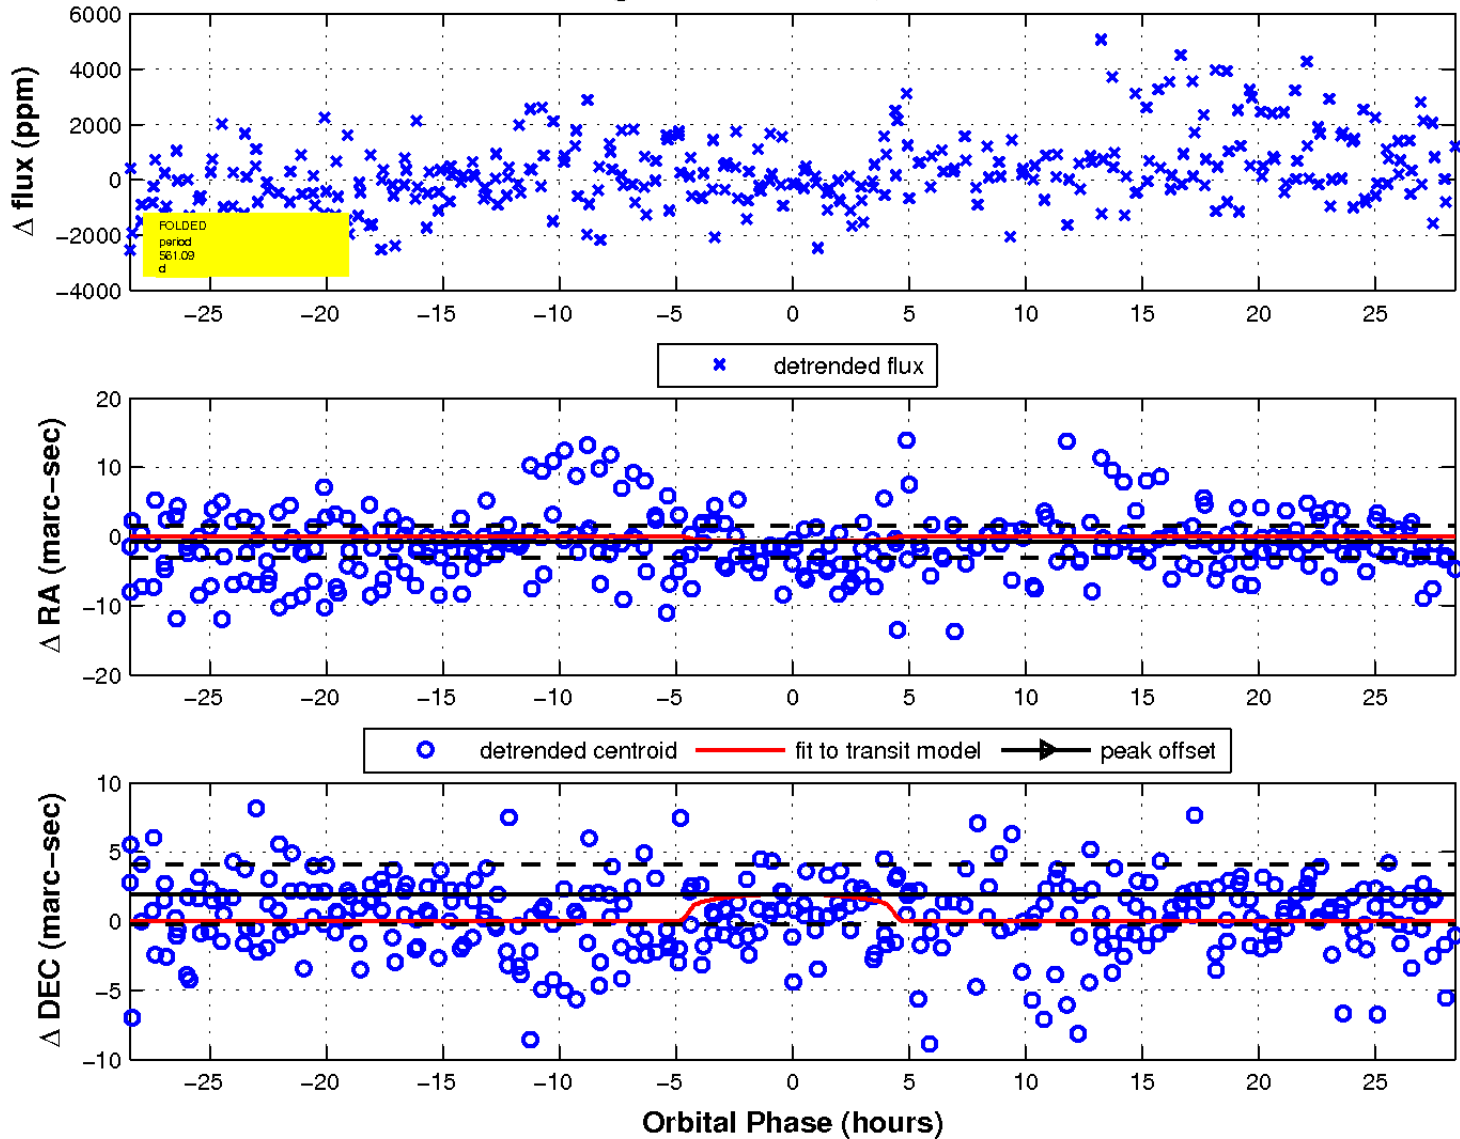 6000
4000
2000
0
−2000
−4000
Δ flux (ppm)
FOLDED
period
561.09
d
−25 −20 −15 −10 −5 0 5 10 15 20 25
detrended flux
20
10
0
−10
−20
Δ RA (marc−sec)
−25 −20 −15 −10 −5 0 5 10 15 20 25
detrended centroid fit to transit model peak offset
10
5
0
−5
−10
Δ DEC (marc−sec)
−25 −20 −15 −10 −5 0 5 10 15 20 25
Orbital Phase (hours)